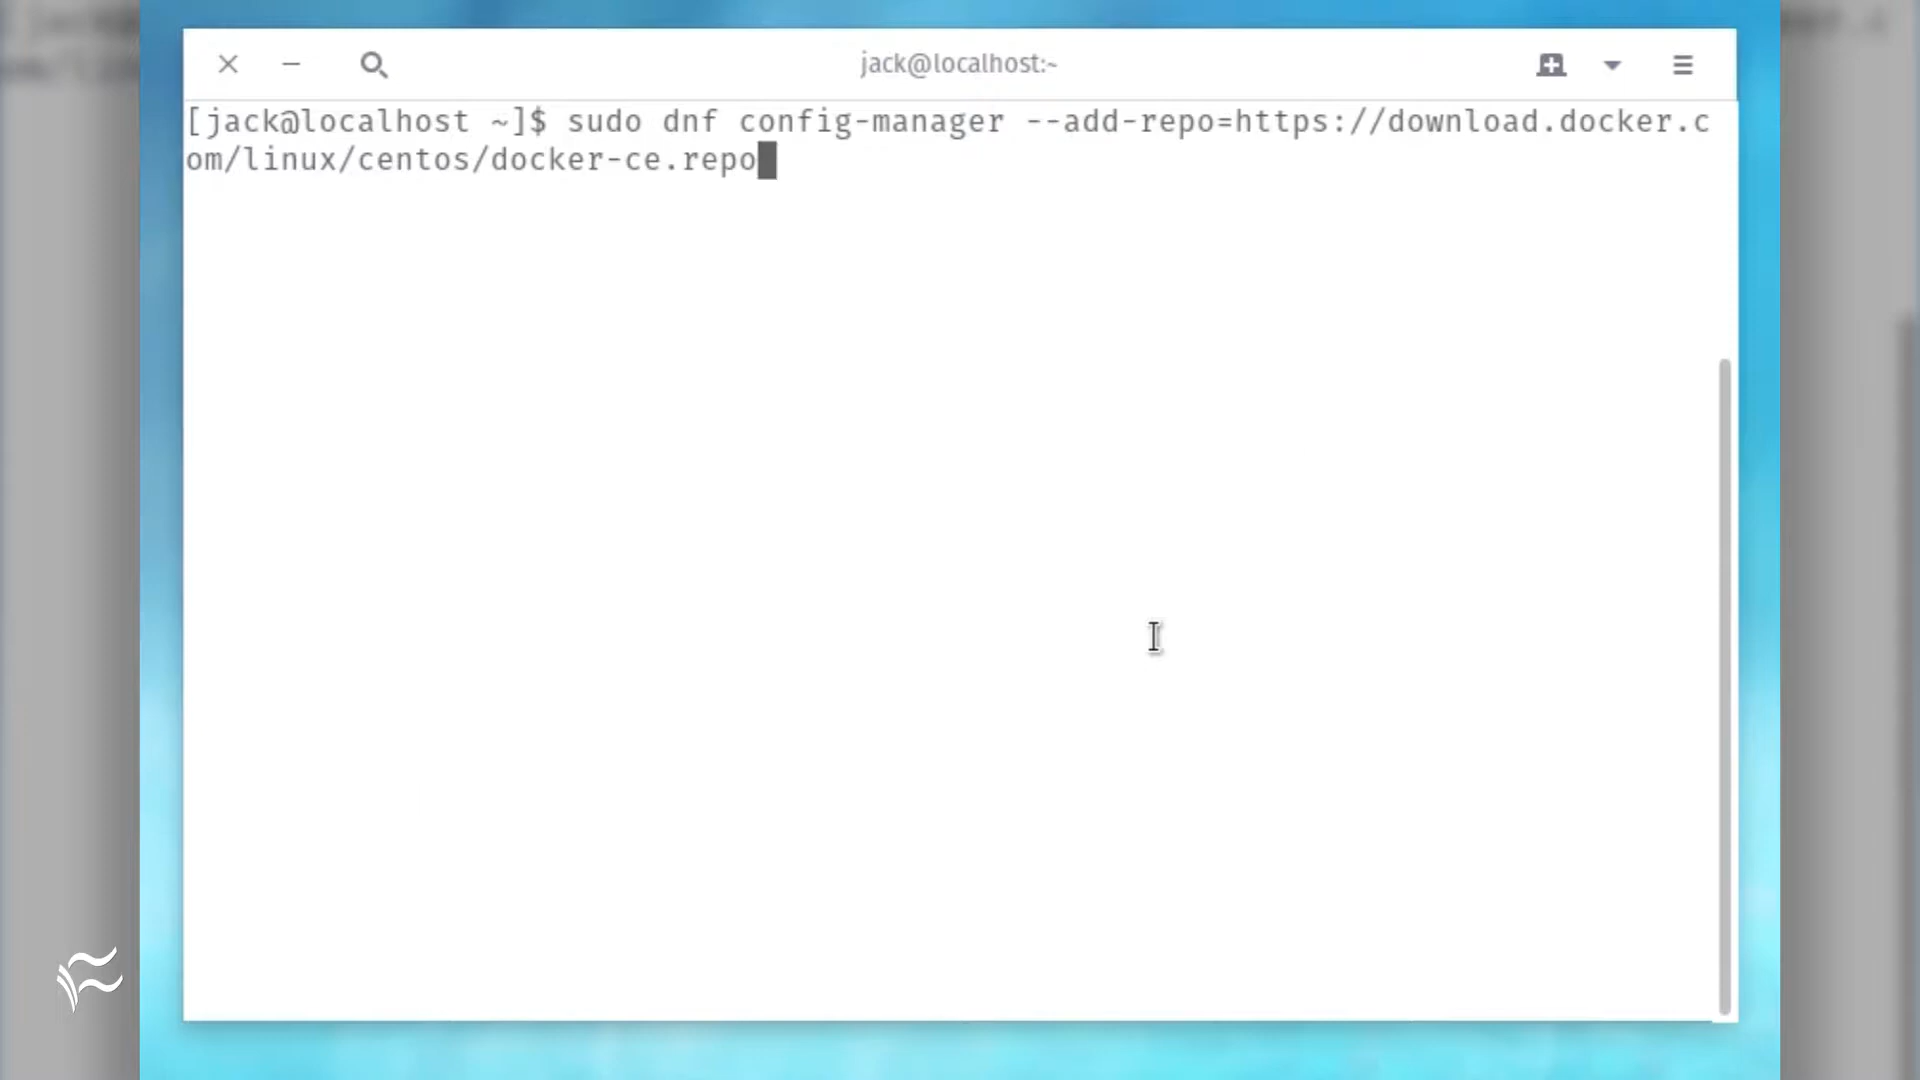 jack@localhost:~
[jack@localhost ~]$ sudo dnf config-manager --add-repo=https://download.docker.c
om/linux/centos/docker-ce.repo